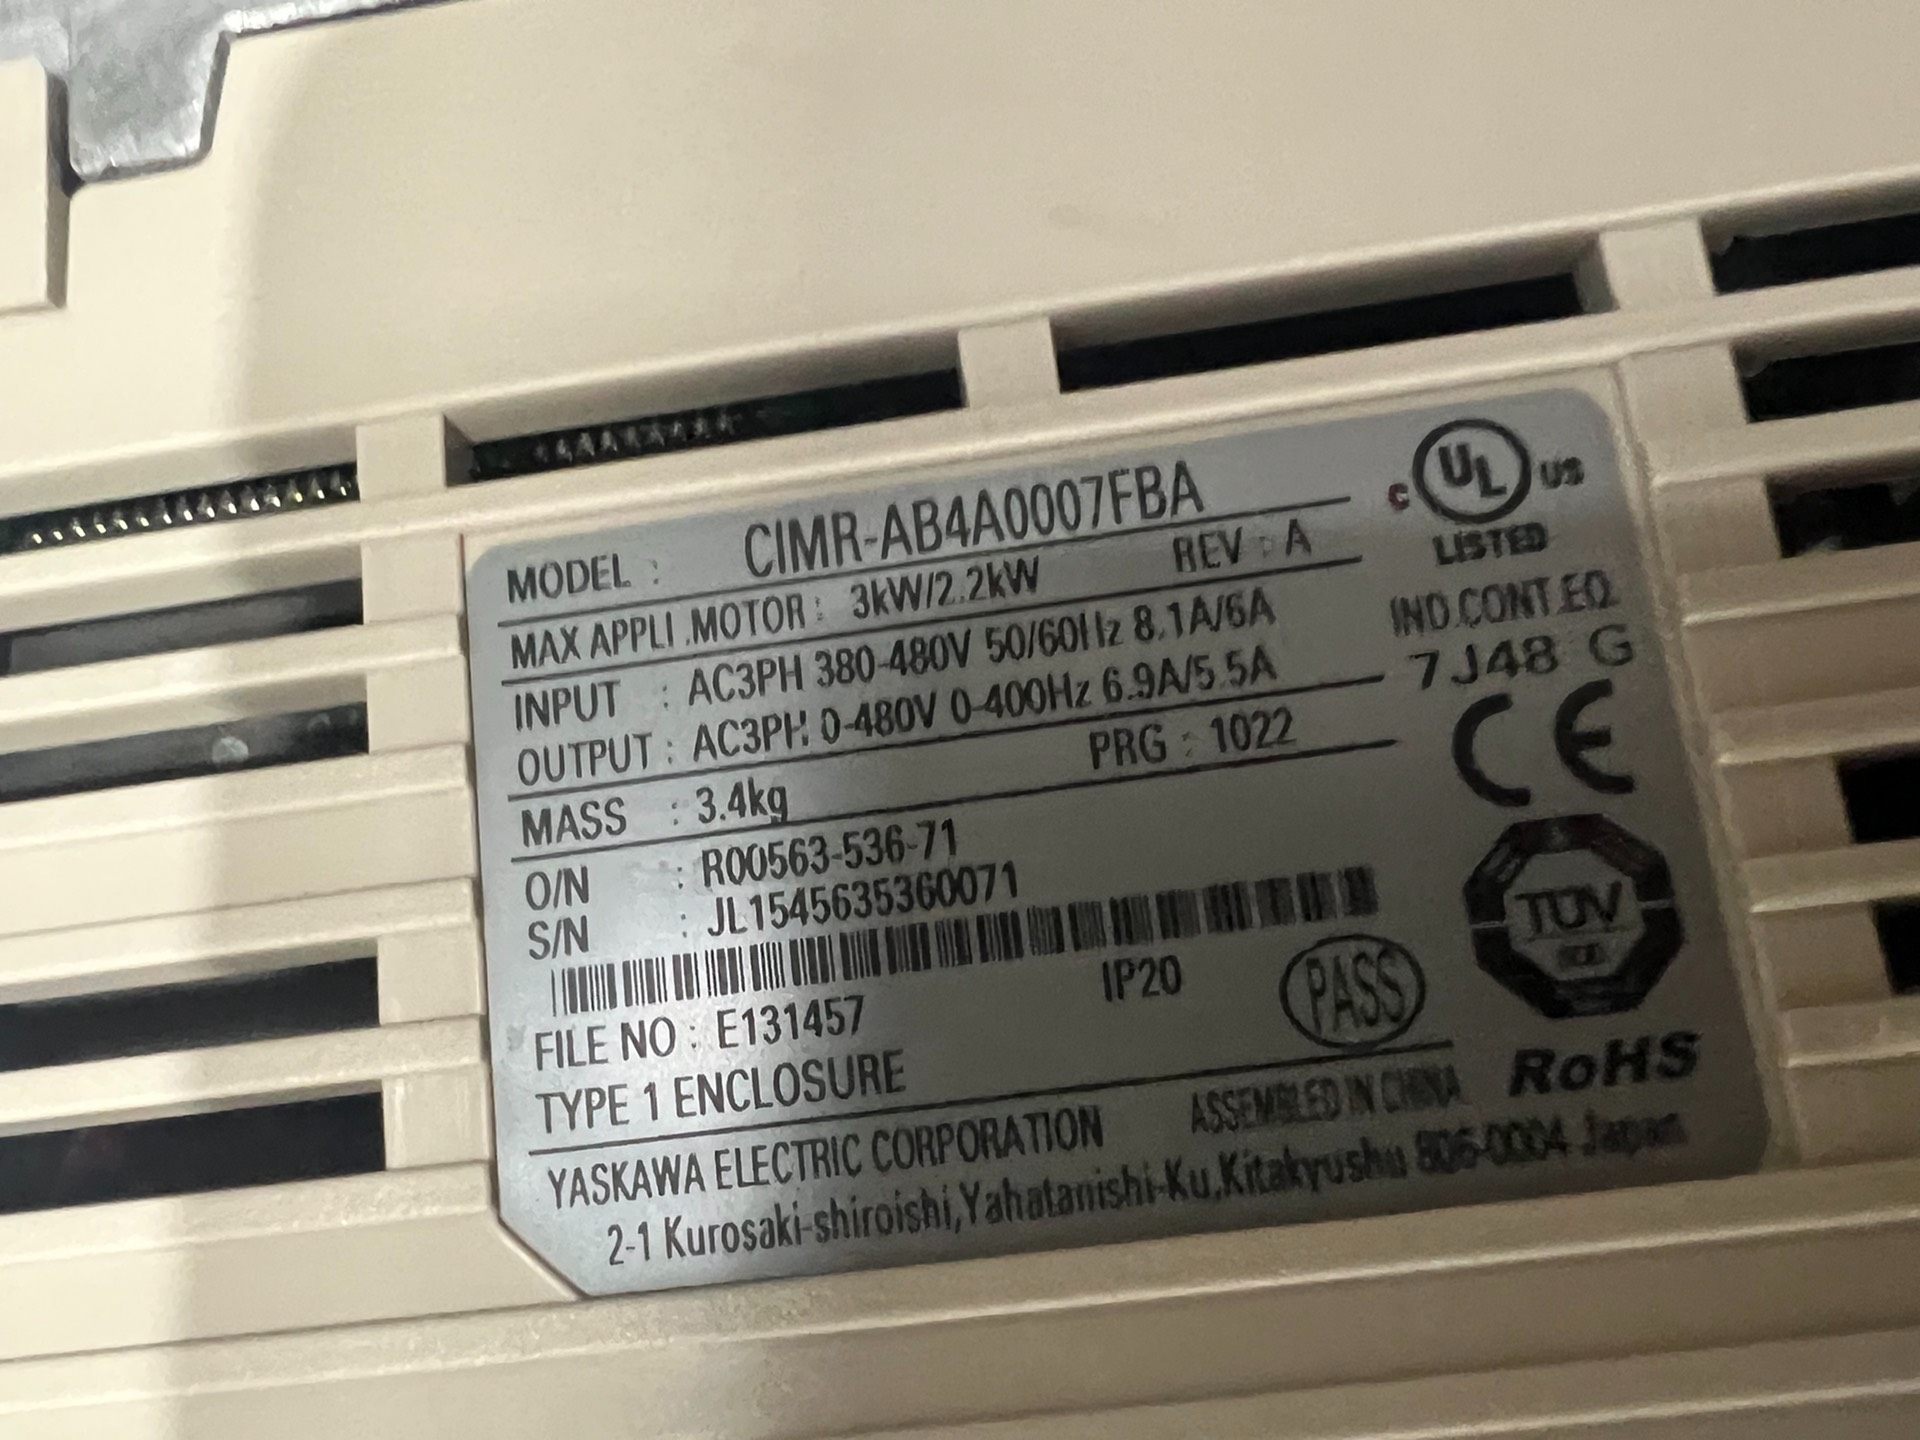 MODEL : CIMR-AB4A0007FBA
MAX APPLI.MOTOR : 3kW/2.2kW REV : A
INPUT : AC3PH 380-480V 50/60Hz 8.1A/6A
OUTPUT : AC3PH 0-480V 0-400Hz 6.9A/5.5A
MASS : 3.4kg PRG : 1022
O/N : R00563-536-71
S/N : JL1545635360071
FILE NO : E131457 IP20
PASS
TYPE 1 ENCLOSURE
YASKAWA ELECTRIC CORPORATION ASSEMBLED IN CHINA
2-1 Kurosaki-shiroishi,Yahatanishi-Ku,Kitakyushu 806-0004 Japan
C UL US
LISTED
IND.CONT.EQ
7J48 G
CE
TÜV
RoHS